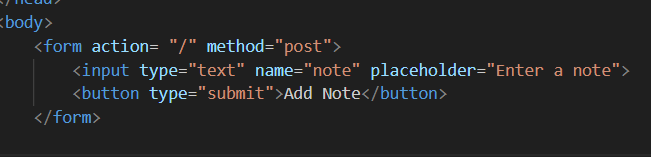 </head>
<body>
<form action= "/" method="post">
<input type="text" name="note" placeholder="Enter a note">
<button type="submit">Add Note</button>
</form>